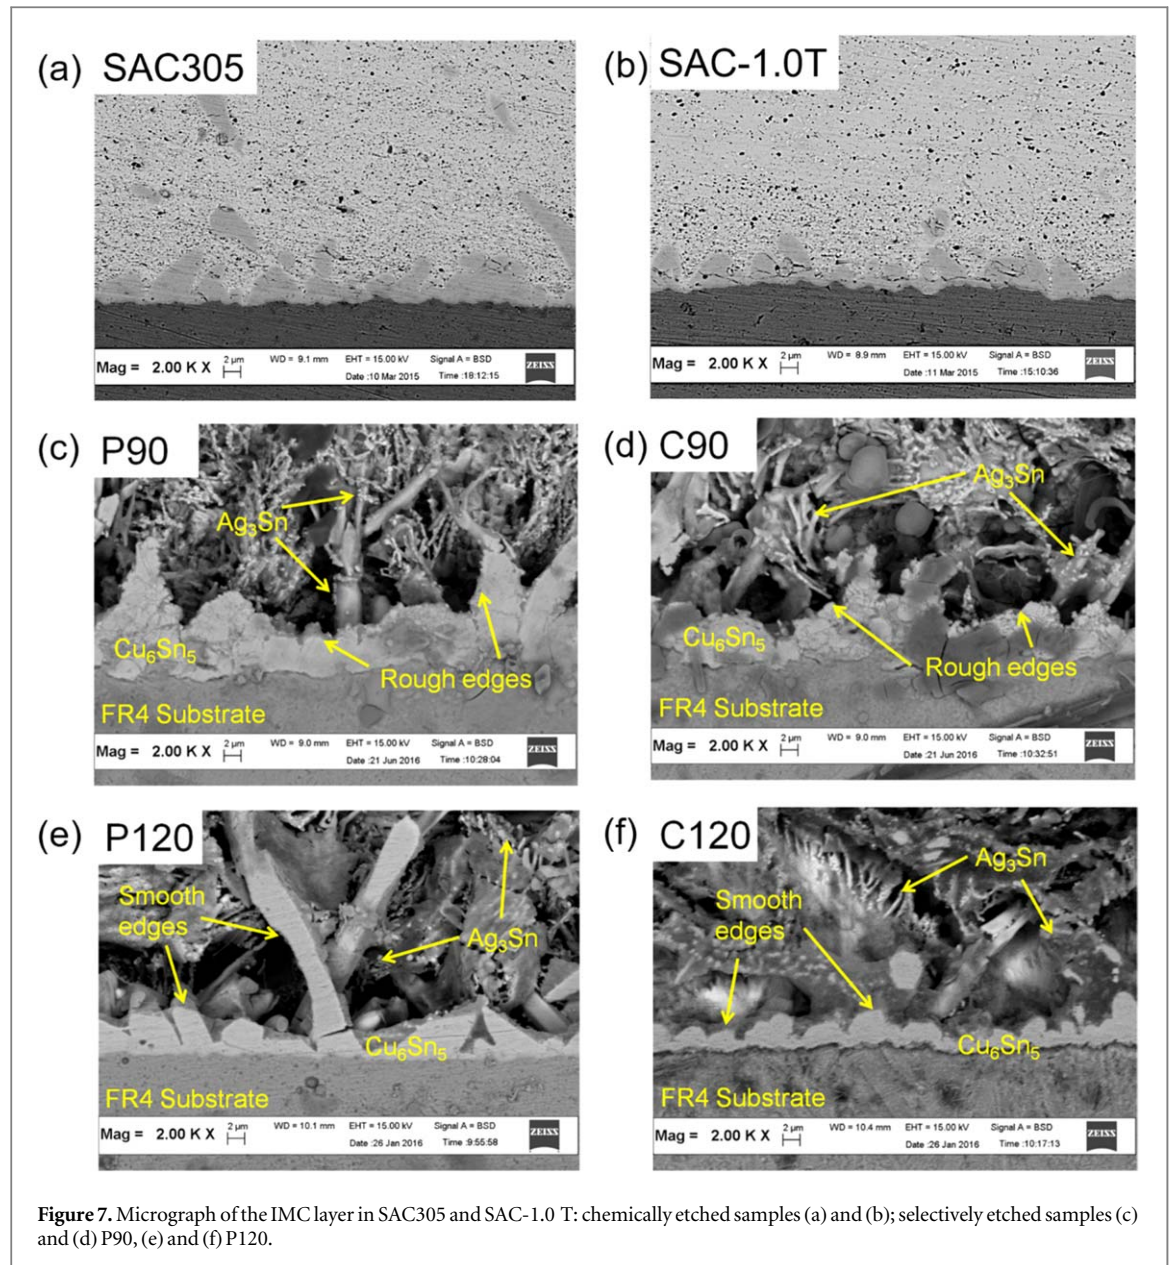 (a) SAC305
(b) SAC-1.0T
Mag = 2.00 K X 2 µm WD = 9.1 mm EHT = 15.00 kV Signal A = BSD ZEISS
Date :10 Mar 2015 Time :18:12:15
Mag = 2.00 K X 2 µm WD = 8.9 mm EHT = 15.00 kV Signal A = BSD ZEISS
Date :11 Mar 2015 Time :15:10:36
(c) P90
Ag₃Sn
Cu₆Sn₅
Rough edges
FR4 Substrate
Mag = 2.00 K X 2 µm WD = 9.0 mm EHT = 15.00 kV Signal A = BSD ZEISS
Date :21 Jun 2016 Time :10:28:04
(d) C90
Ag₃Sn
Cu₆Sn₅
Rough edges
FR4 Substrate
Mag = 2.00 K X 2 µm WD = 9.0 mm EHT = 15.00 kV Signal A = BSD ZEISS
Date :21 Jun 2016 Time :10:32:51
(e) P120
Smooth
edges
Ag₃Sn
Cu₆Sn₅
FR4 Substrate
Mag = 2.00 K X 2 µm WD = 10.1 mm EHT = 15.00 kV Signal A = BSD ZEISS
Date :26 Jan 2016 Time :9:55:58
(f) C120
Ag₃Sn
Smooth
edges
Cu₆Sn₅
FR4 Substrate
Mag = 2.00 K X 2 µm WD = 10.4 mm EHT = 15.00 kV Signal A = BSD ZEISS
Date :26 Jan 2016 Time :10:17:13
Figure 7. Micrograph of the IMC layer in SAC305 and SAC-1.0 T: chemically etched samples (a) and (b); selectively etched samples (c)
and (d) P90, (e) and (f) P120.